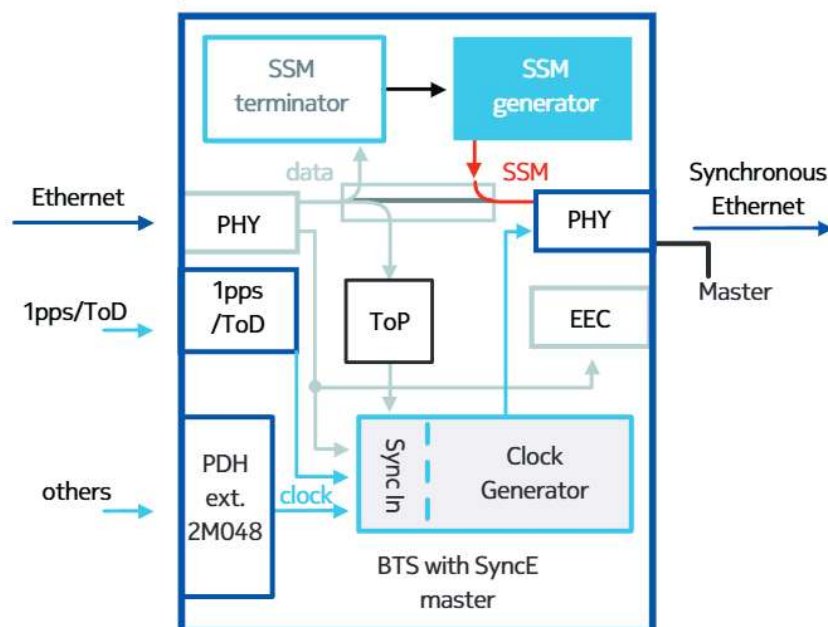 SSM
terminator
SSM
generator
data
SSM
Ethernet
PHY
PHY
Synchronous
Ethernet
Master
1pps/ToD
1pps
/ToD
ToP
EEC
others
PDH
ext.
2M048
clock
Sync In
Clock
Generator
BTS with SyncE
master